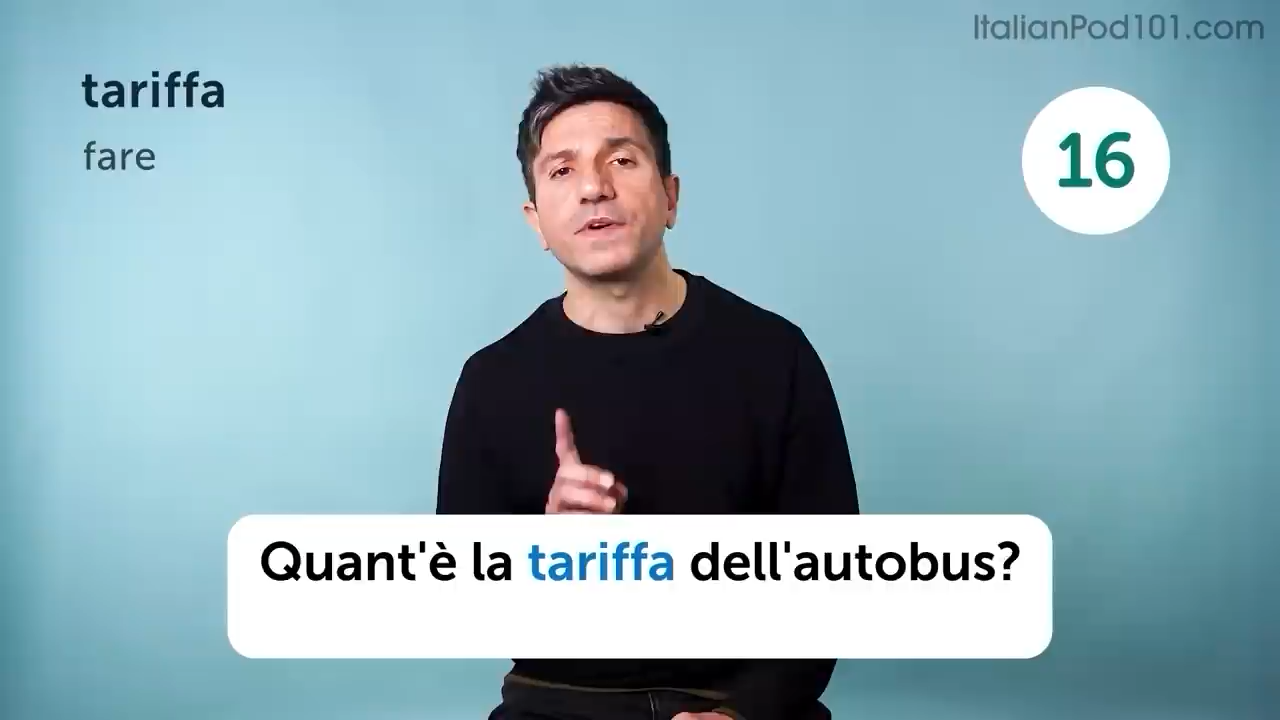 ItalianPod101.com
tariffa
fare
16
Quant'è la tariffa dell'autobus?